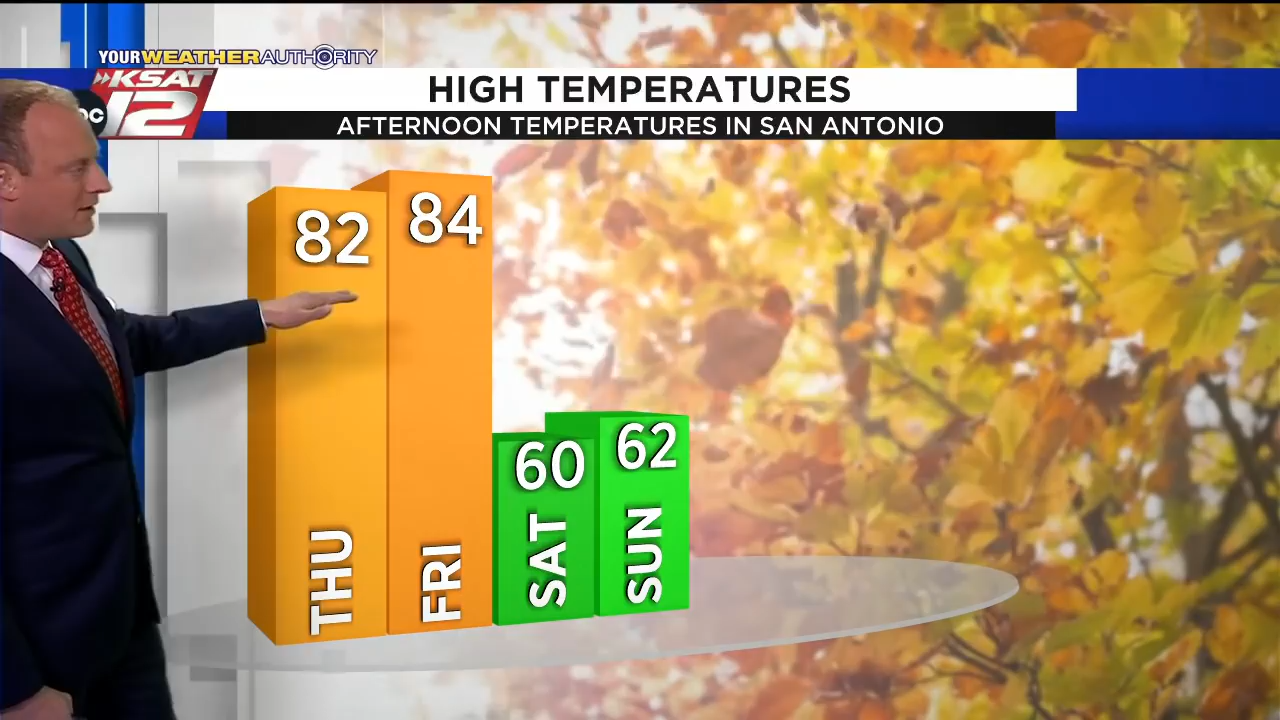 YOUR WEATHER AUTHORITY
KSAT
12
bc
HIGH TEMPERATURES
AFTERNOON TEMPERATURES IN SAN ANTONIO
82
84
60
62
THU
FRI
SAT
SUN